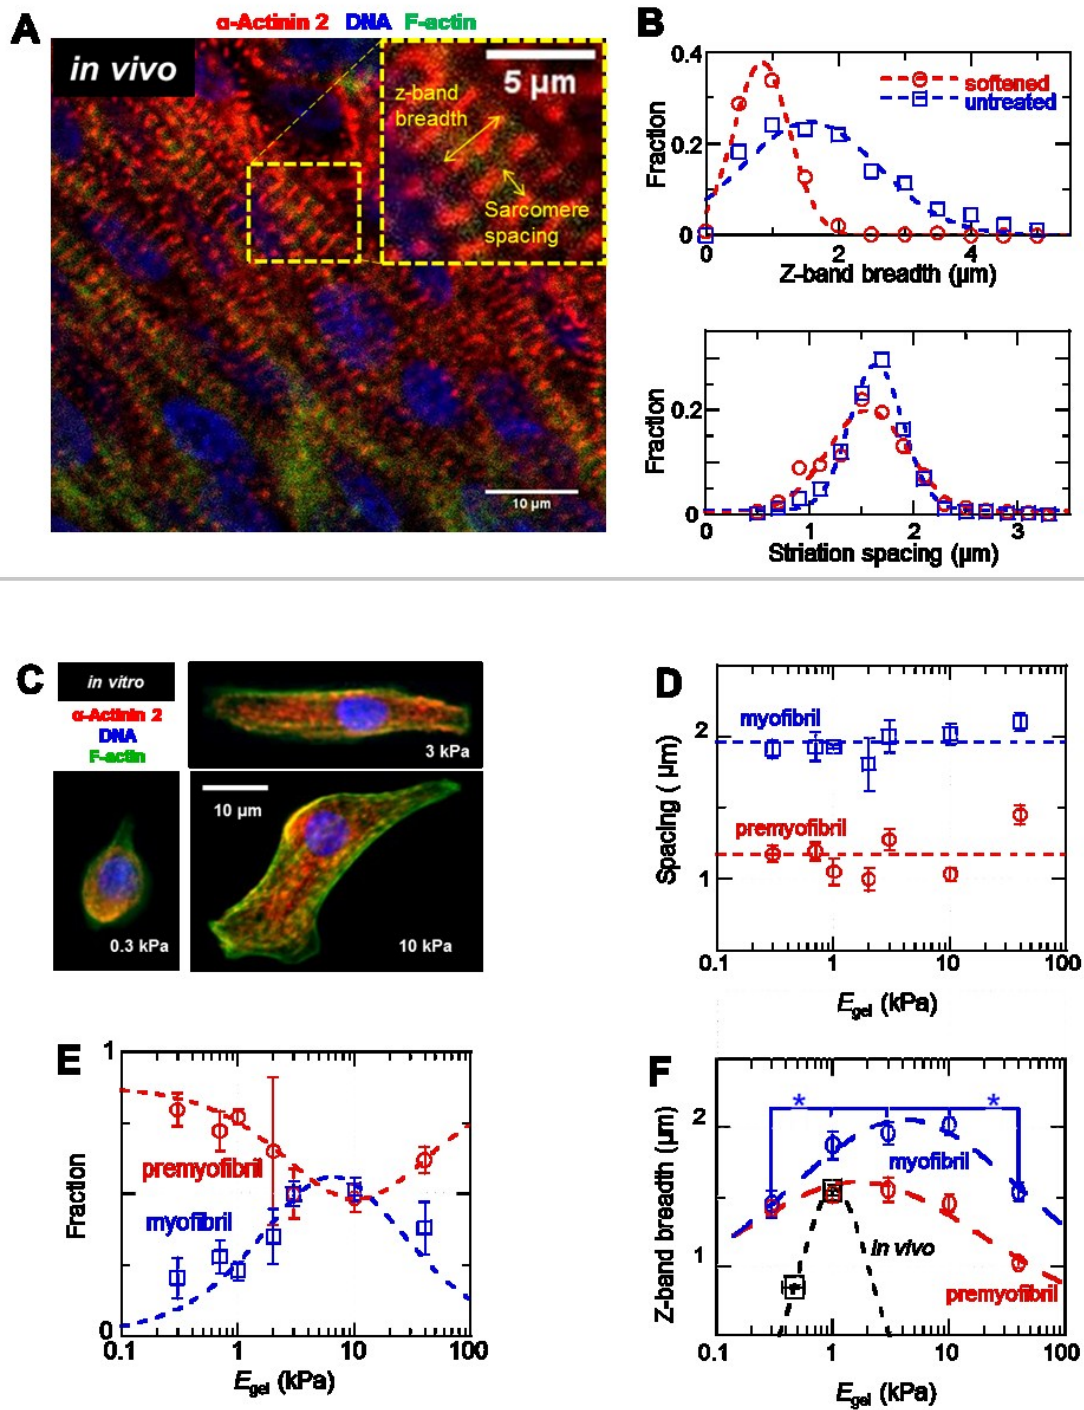 A
α-Actinin 2 DNA F-actin
in vivo
5 µm
z-band
breadth
Sarcomere
spacing
10 µm
B
0.4
0.2
0
Fraction
softened
untreated
0 2 4
Z-band breadth (µm)
0.2
0
Fraction
0 1 2 3
Striation spacing (µm)
C
in vitro
α-Actinin 2
DNA
F-actin
3 kPa
0.3 kPa
10 µm
10 kPa
D
2
1
Spacing ( µm)
myofibril
premyofibril
0.1 1 10 100
Egel (kPa)
E
1
0
Fraction
premyofibril
myofibril
0.1 1 10 100
Egel (kPa)
F
2
1
Z-band breadth (µm)
* *
myofibril
in vivo
premyofibril
0.1 1 10 100
Egel (kPa)